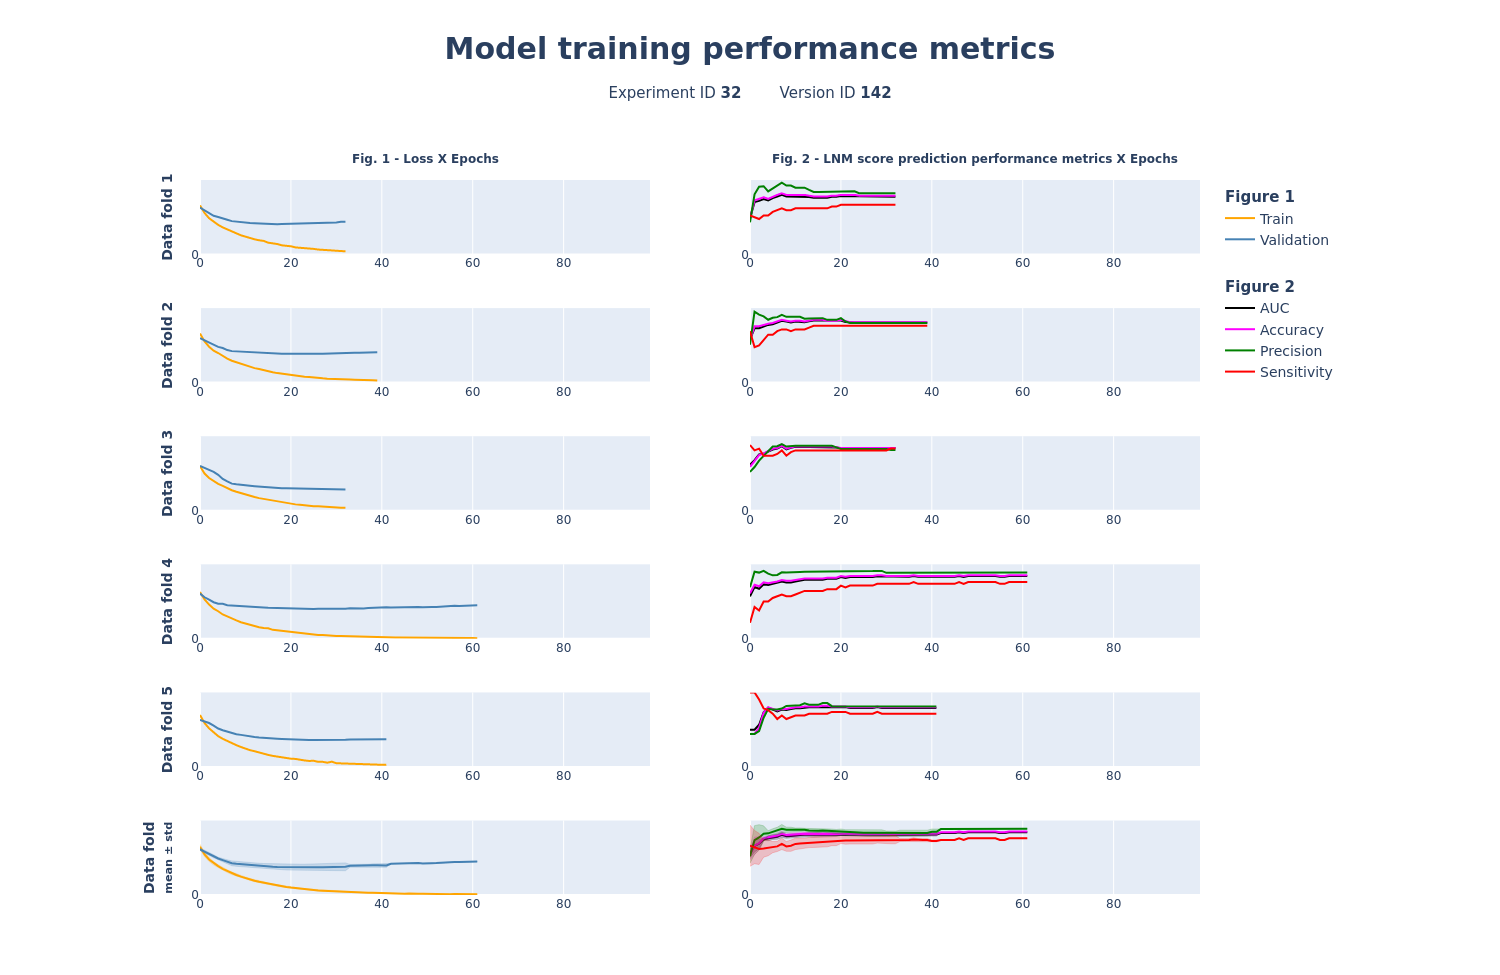 Model training performance metrics
Experiment ID 32 Version ID 142
Fig. 1 - Loss X Epochs
Fig. 2 - LNM score prediction performance metrics X Epochs
Data fold 1
0
0 20 40 60 80
0
0 20 40 60 80
Figure 1
Train
Validation
Figure 2
AUC
Accuracy
Precision
Sensitivity
Data fold 2
0
0 20 40 60 80
0
0 20 40 60 80
Data fold 3
0
0 20 40 60 80
0
0 20 40 60 80
Data fold 4
0
0 20 40 60 80
0
0 20 40 60 80
Data fold 5
0
0 20 40 60 80
0
0 20 40 60 80
Data fold
mean ± std
0
0 20 40 60 80
0
0 20 40 60 80